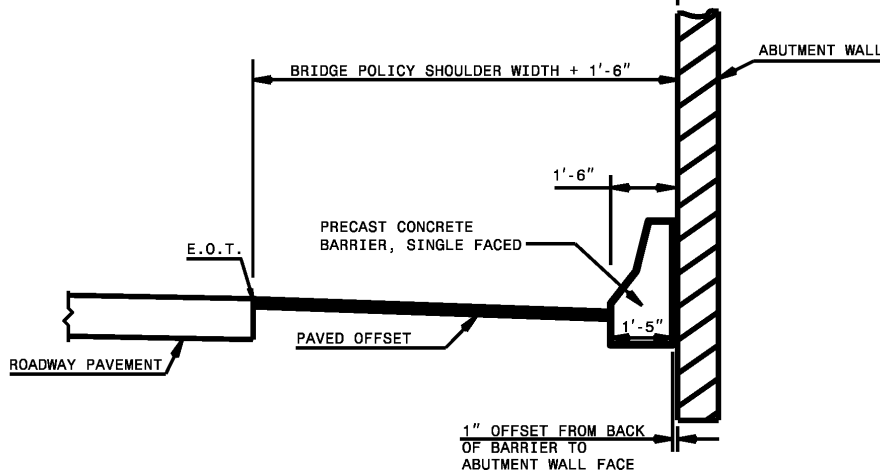 ABUTMENT WALL
BRIDGE POLICY SHOULDER WIDTH + 1'-6"
1'-6"
PRECAST CONCRETE
BARRIER, SINGLE FACED
E.O.T.
1'-5"
PAVED OFFSET
ROADWAY PAVEMENT
1" OFFSET FROM BACK
OF BARRIER TO
ABUTMENT WALL FACE